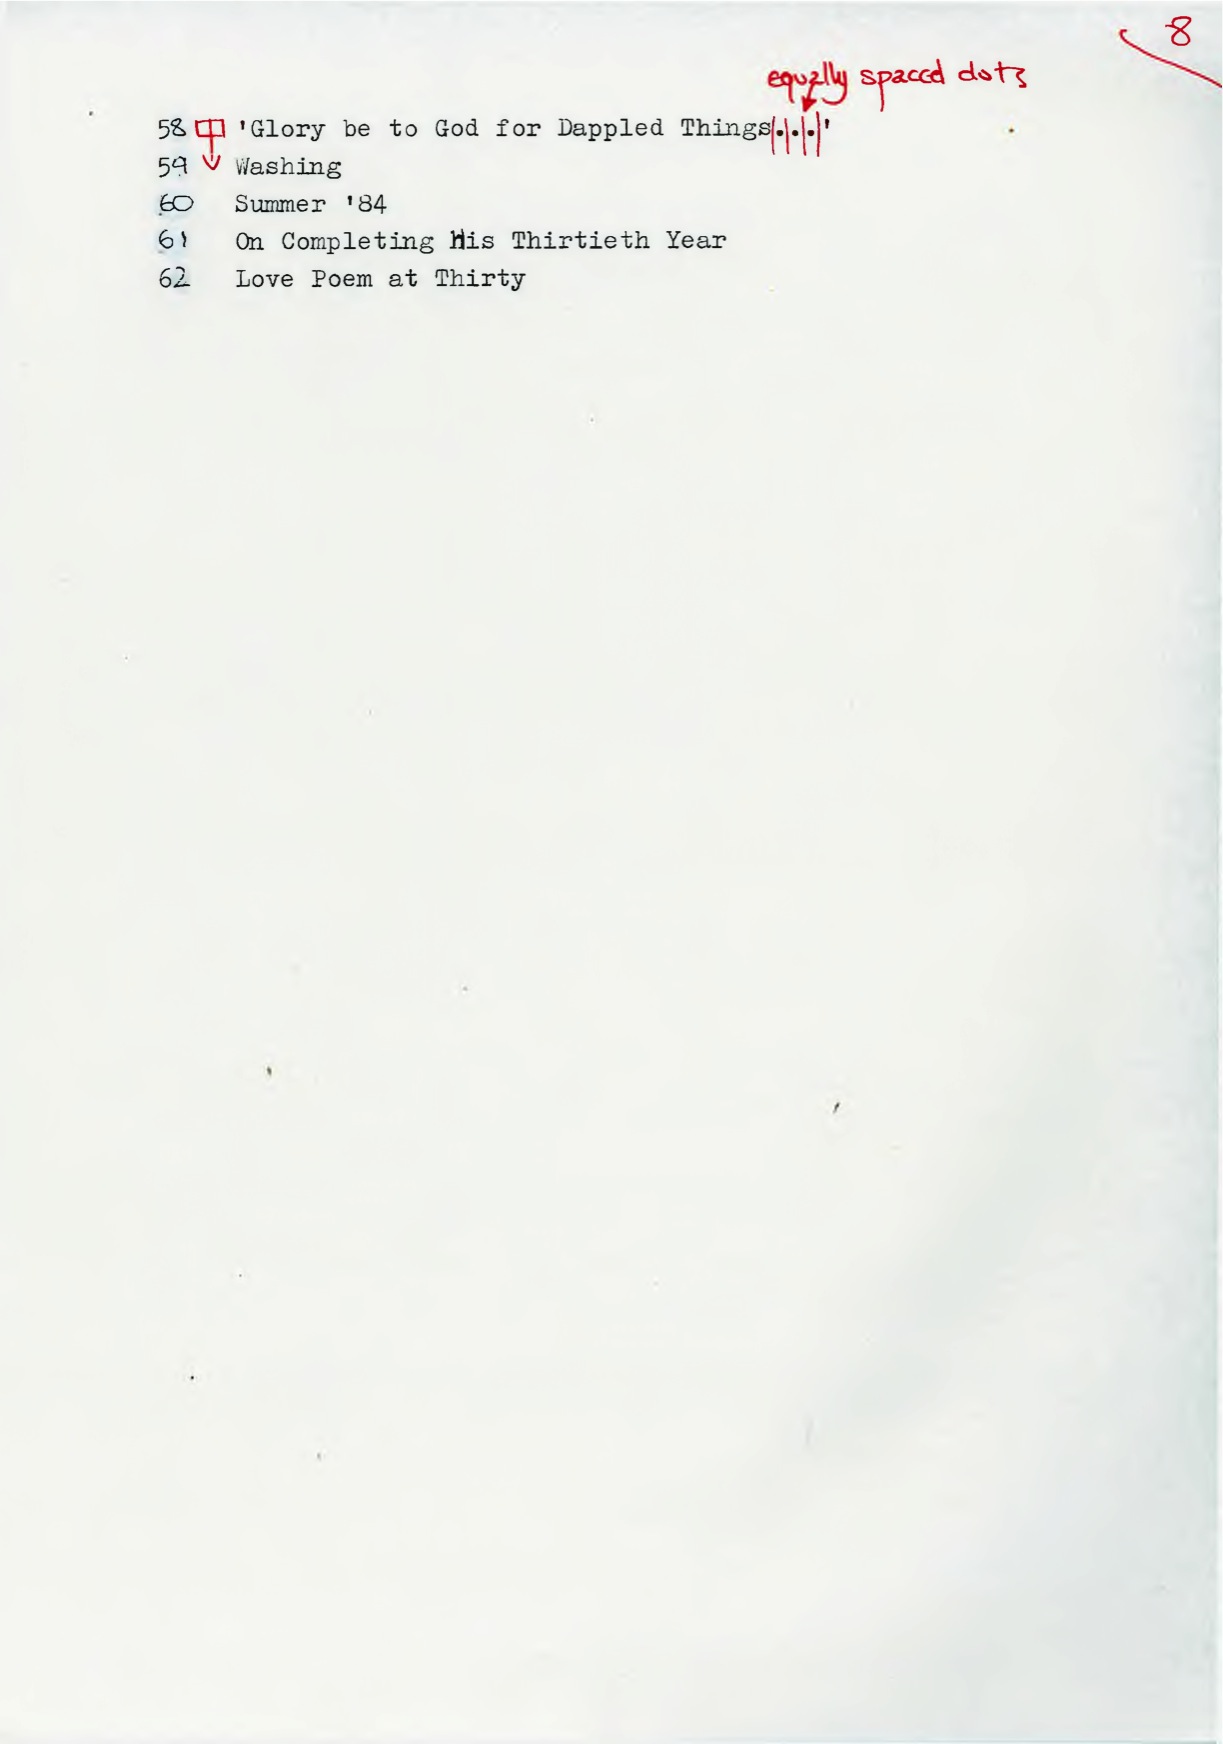 8
equally spaced dots
58 'Glory be to God for Dappled Things...'
59 Washing
60 Summer '84
61 On Completing His Thirtieth Year
62 Love Poem at Thirty